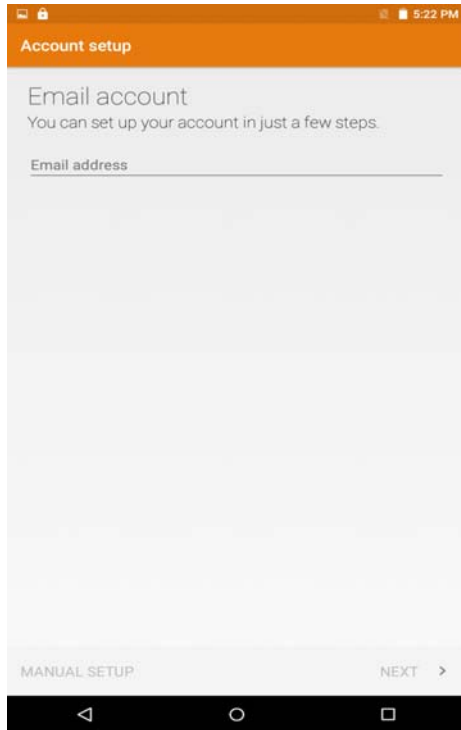 5:22 PM
Account setup
Email account
You can set up your account in just a few steps.
Email address
MANUAL SETUP
NEXT >